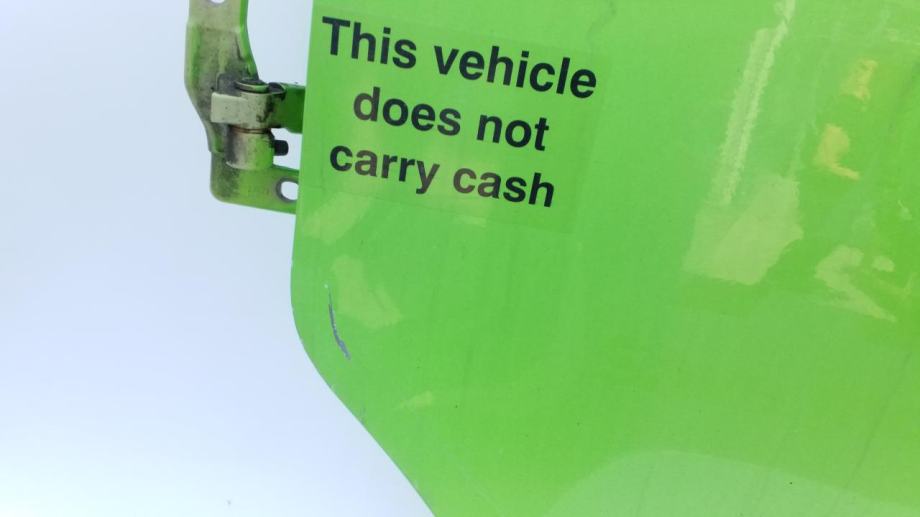 This vehicle
does not
carry cash